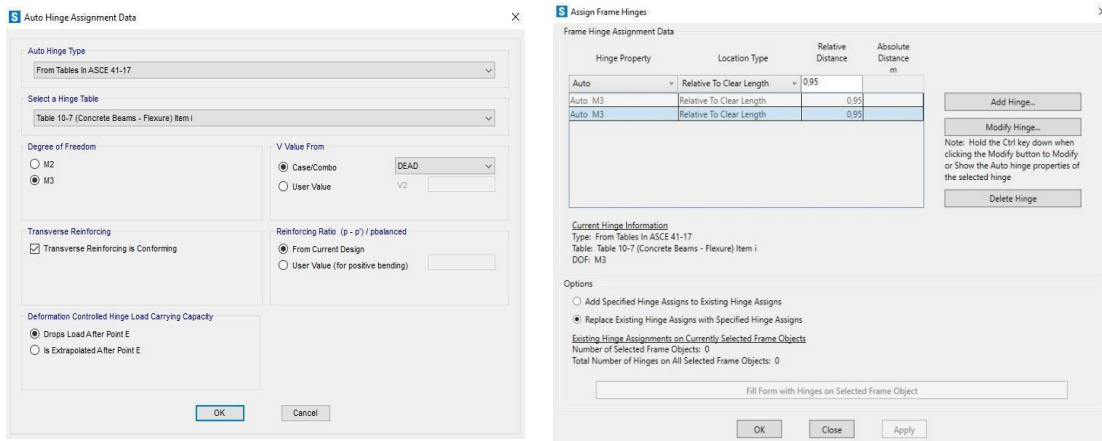 Auto Hinge Assignment Data
Auto Hinge Type
From Tables In ASCE 41-17
Select a Hinge Table
Table 10-7 (Concrete Beams - Flexure) Item i
Degree of Freedom
M2
M3
V Value From
Case/Combo DEAD
User Value V2
Transverse Reinforcing
Transverse Reinforcing is Conforming
Reinforcing Ratio (p - p') / pbalanced
From Current Design
User Value (for positive bending)
Deformation Controlled Hinge Load Carrying Capacity
Drops Load After Point E
Is Extrapolated After Point E
OK Cancel
Assign Frame Hinges
Frame Hinge Assignment Data
Hinge Property Location Type Relative Distance Absolute Distance m
Auto Relative To Clear Length 0,95
Auto M3 Relative To Clear Length 0,95
Auto M3 Relative To Clear Length 0,95
Add Hinge...
Modify Hinge...
Note: Hold the Ctrl key down when
clicking the Modify button to Modify
or Show the Auto hinge properties of
the selected hinge
Delete Hinge
Current Hinge Information
Type: From Tables In ASCE 41-17
Table: Table 10-7 (Concrete Beams - Flexure) Item i
DOF: M3
Options
Add Specified Hinge Assigns to Existing Hinge Assigns
Replace Existing Hinge Assigns with Specified Hinge Assigns
Existing Hinge Assignments on Currently Selected Frame Objects
Number of Selected Frame Objects: 0
Total Number of Hinges on All Selected Frame Objects: 0
Fill Form with Hinges on Selected Frame Object
OK Close Apply